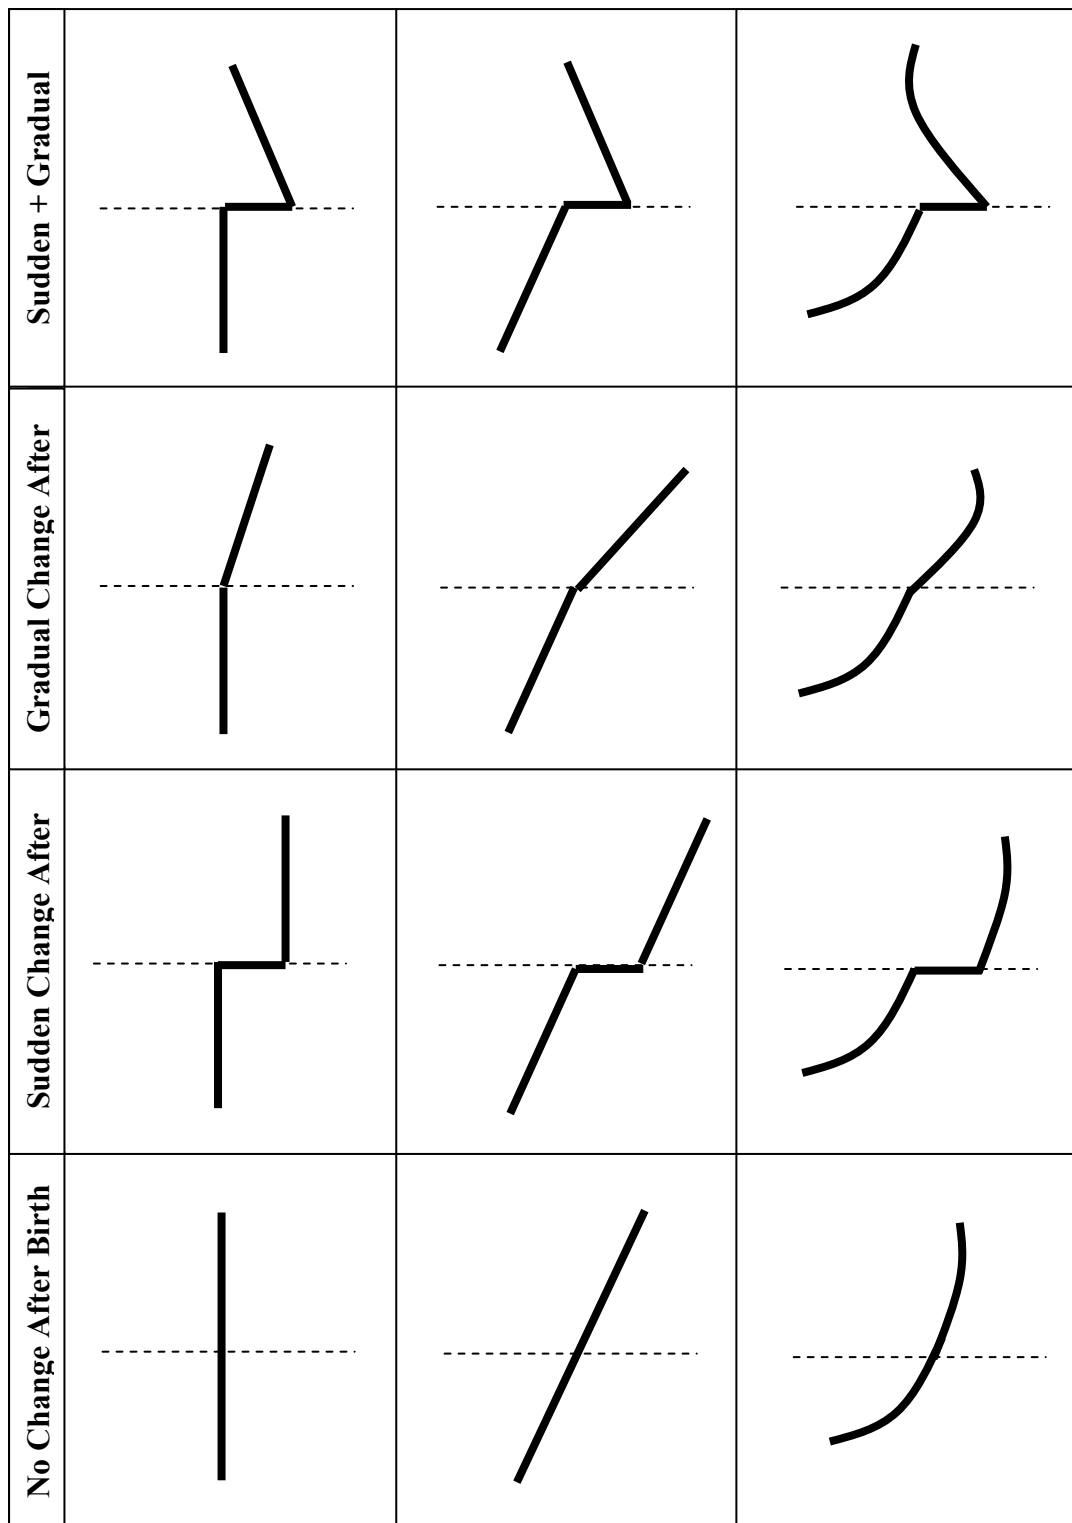 Sudden + Gradual
Gradual Change After
Sudden Change After
No Change After Birth